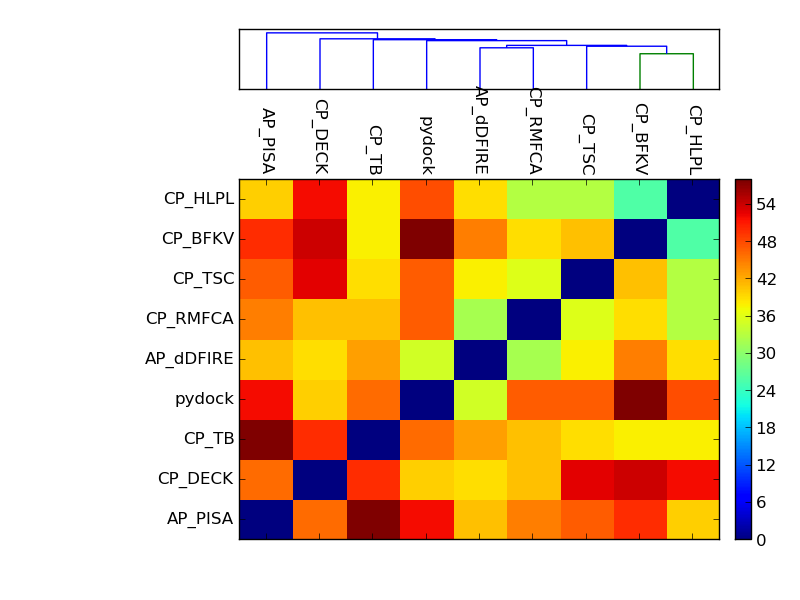 AP_PISA
CP_DECK
CP_TB
pydock
AP_dDFIRE
CP_RMFCA
CP_TSC
CP_BFKV
CP_HLPL
CP_HLPL
CP_BFKV
CP_TSC
CP_RMFCA
AP_dDFIRE
pydock
CP_TB
CP_DECK
AP_PISA
54
48
42
36
30
24
18
12
6
0